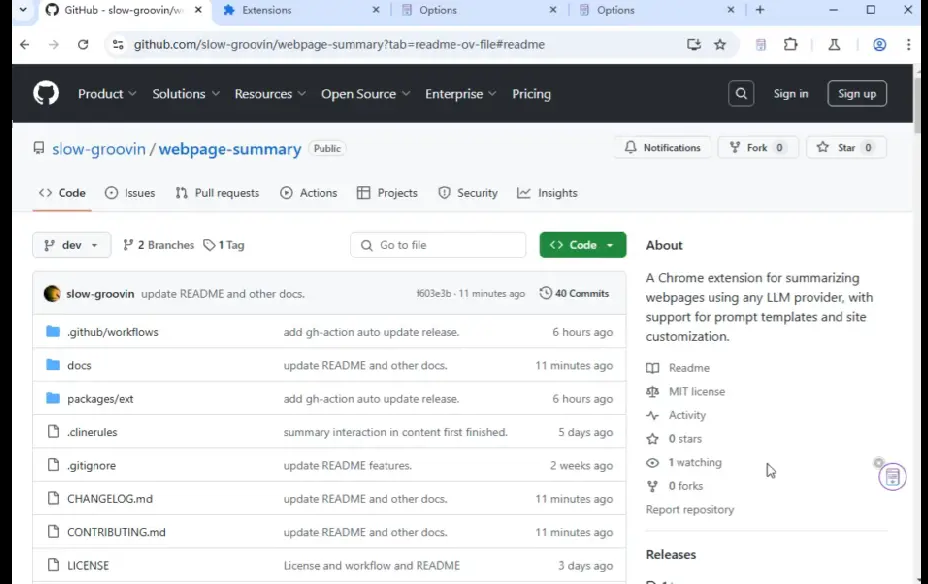 GitHub - slow-groovin/w Extensions Options Options
github.com/slow-groovin/webpage-summary?tab=readme-ov-file#readme
Product Solutions Resources Open Source Enterprise Pricing Sign in Sign up
slow-groovin / webpage-summary Public Notifications Fork 0 Star 0
Code Issues Pull requests Actions Projects Security Insights
dev 2 Branches 1 Tag Go to file Code
slow-groovin update README and other docs. f603e3b · 11 minutes ago 40 Commits
.github/workflows add gh-action auto update release. 6 hours ago
docs update README and other docs. 11 minutes ago
packages/ext add gh-action auto update release. 6 hours ago
.clinerules summary interaction in content first finished. 5 days ago
.gitignore update README features. 2 weeks ago
CHANGELOG.md update README and other docs. 11 minutes ago
CONTRIBUTING.md update README and other docs. 11 minutes ago
LICENSE License and workflow and README 3 days ago
About
A Chrome extension for summarizing
webpages using any LLM provider, with
support for prompt templates and site
customization.
Readme
MIT license
Activity
0 stars
1 watching
0 forks
Report repository
Releases